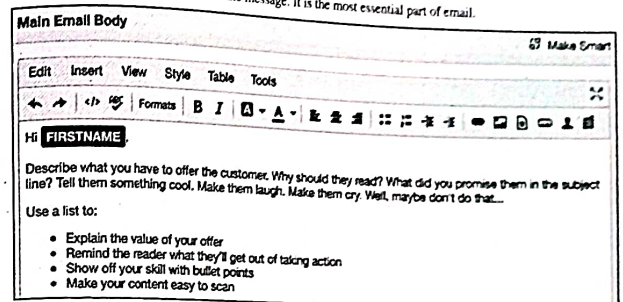 message. It is the most essential part of email.
Main Email Body
Make Smart
Edit Insert View Style Table Tools
Formats B I A A
Hi FIRSTNAME,
Describe what you have to offer the customer. Why should they read? What did you promise them in the subject
line? Tell them something cool. Make them laugh. Make them cry. Well, maybe don't do that...
Use a list to:
• Explain the value of your offer
• Remind the reader what they'll get out of taking action
• Show off your skill with bullet points
• Make your content easy to scan